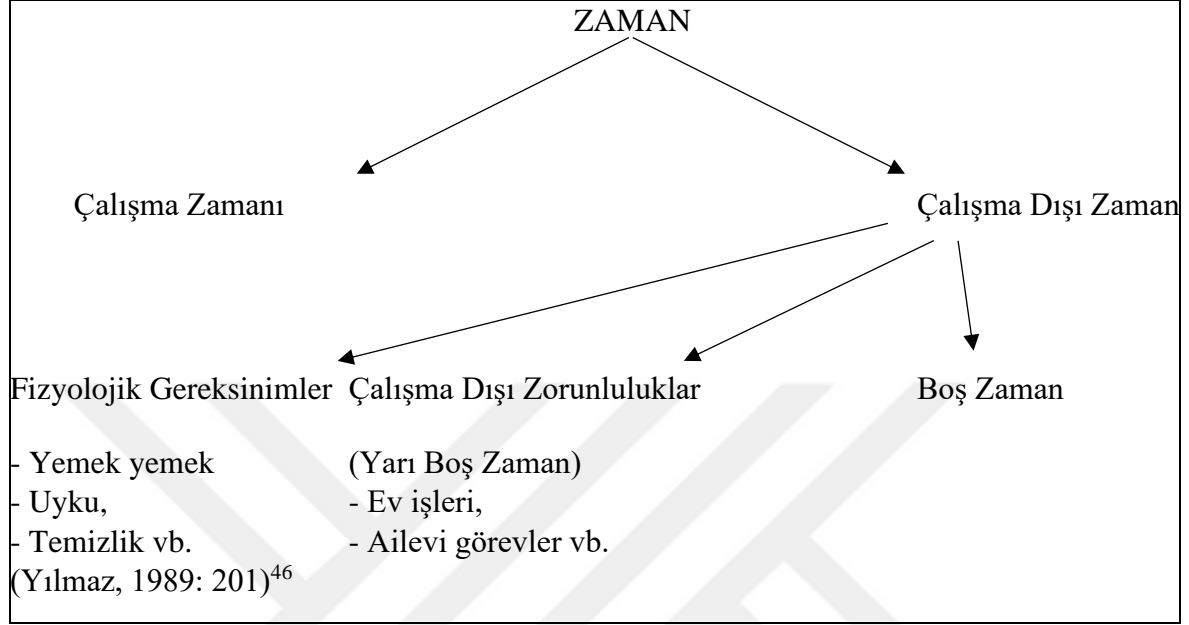 ZAMAN
Çalışma Zamanı Çalışma Dışı Zaman
Fizyolojik Gereksinimler Çalışma Dışı Zorunluluklar Boş Zaman
- Yemek yemek (Yarı Boş Zaman)
- Uyku, - Ev işleri,
- Temizlik vb. - Ailevi görevler vb.
(Yılmaz, 1989: 201)46